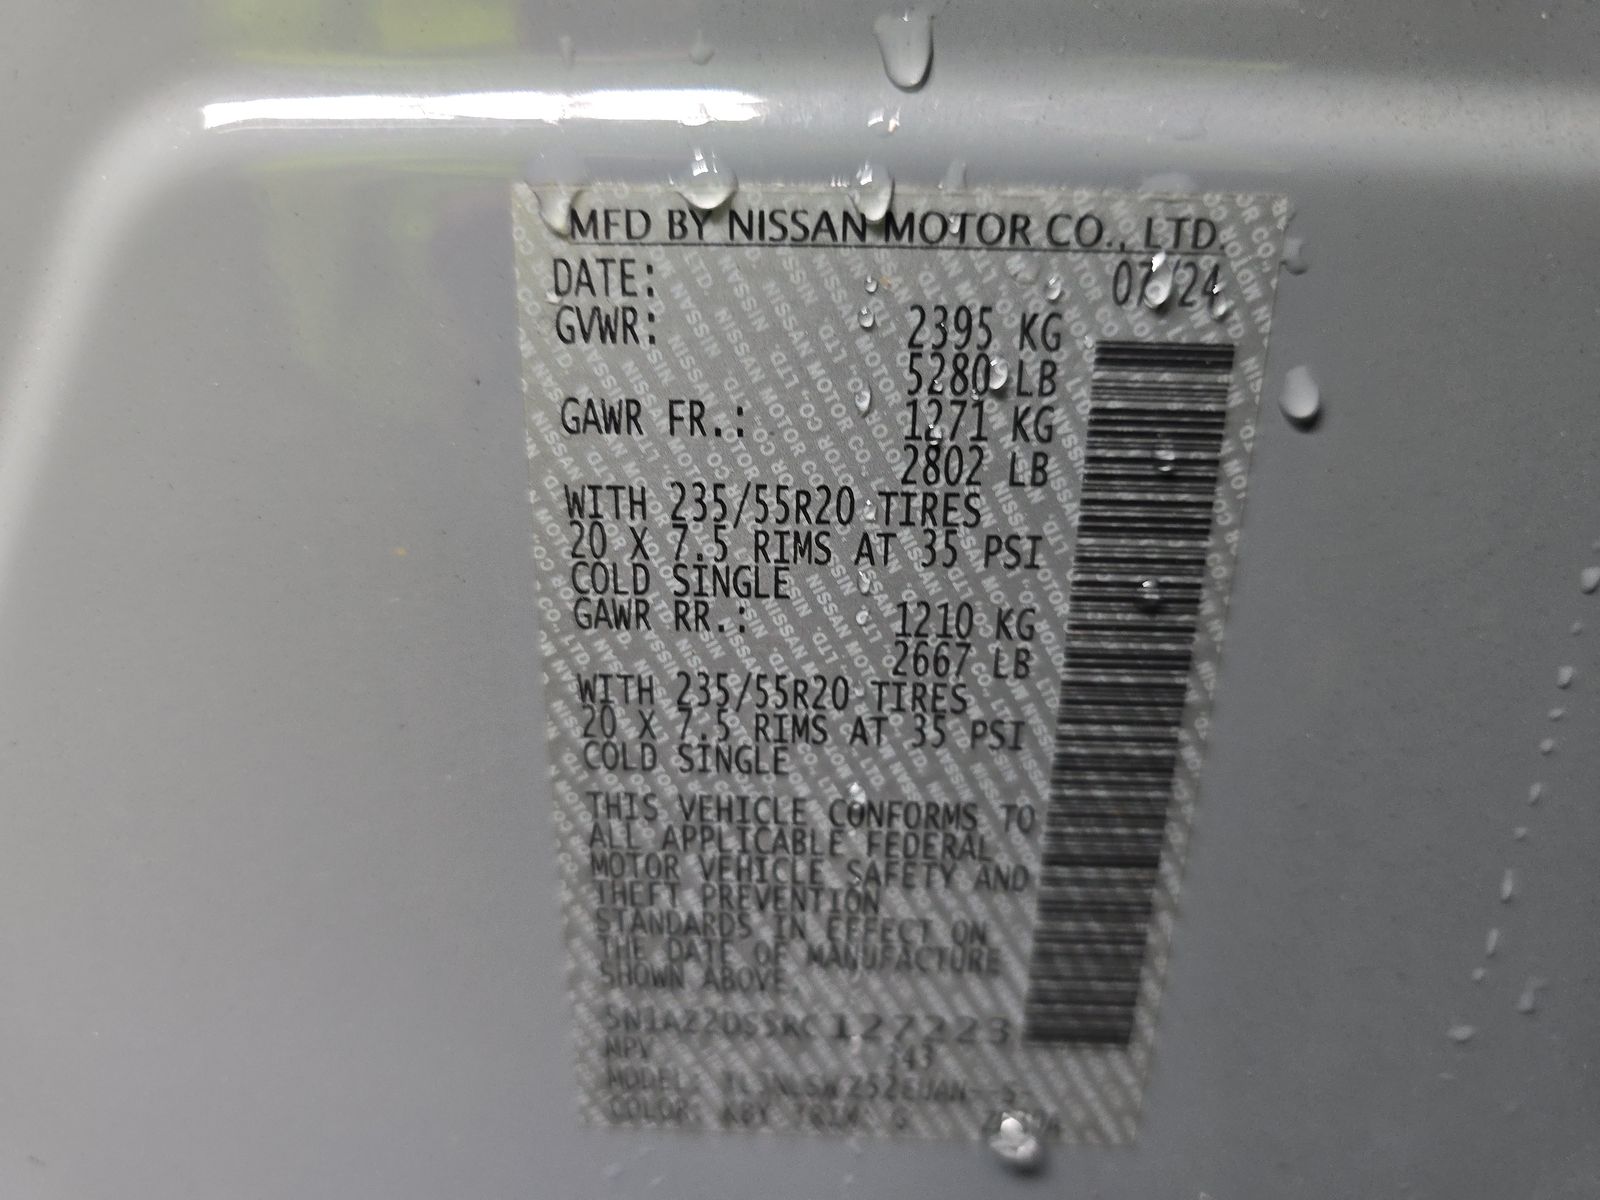 MFD BY NISSAN MOTOR CO., LTD.
DATE: 07/24
GVWR: 2395 KG
5280 LB
GAWR FR.: 1271 KG
2802 LB
WITH 235/55R20 TIRES
20 X 7.5 RIMS AT 35 PSI
COLD SINGLE
GAWR RR.: 1210 KG
2667 LB
WITH 235/55R20 TIRES
20 X 7.5 RIMS AT 35 PSI
COLD SINGLE
THIS VEHICLE CONFORMS TO
ALL APPLICABLE FEDERAL
MOTOR VEHICLE SAFETY AND
THEFT PREVENTION
STANDARDS IN EFFECT ON
THE DATE OF MANUFACTURE
SHOWN ABOVE.
MPV
MODEL:
COLOR: KBY TRIM G